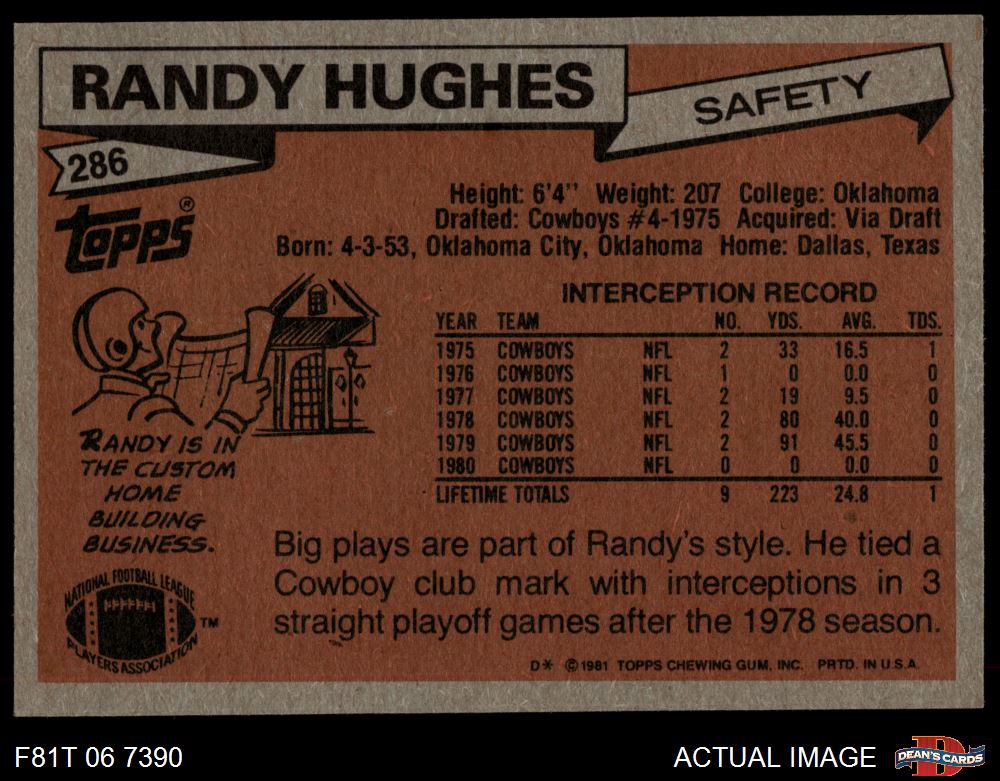 RANDY HUGHES
SAFETY
286
TOPPS®
Height: 6'4'' Weight: 207 College: Oklahoma
Drafted: Cowboys #4-1975 Acquired: Via Draft
Born: 4-3-53, Oklahoma City, Oklahoma Home: Dallas, Texas
INTERCEPTION RECORD
YEAR TEAM NO. YDS. AVG. TDS.
1975 COWBOYS NFL 2 33 16.5 1
1976 COWBOYS NFL 1 0 0.0 0
1977 COWBOYS NFL 2 19 9.5 0
1978 COWBOYS NFL 2 80 40.0 0
1979 COWBOYS NFL 2 91 45.5 0
1980 COWBOYS NFL 0 0 0.0 0
LIFETIME TOTALS 9 223 24.8 1
RANDY IS IN
THE CUSTOM
HOME
BUILDING
BUSINESS.
Big plays are part of Randy's style. He tied a
Cowboy club mark with interceptions in 3
straight playoff games after the 1978 season.
NATIONAL FOOTBALL LEAGUE
PLAYERS ASSOCIATION
TM
D* ©1981 TOPPS CHEWING GUM, INC. PRTD. IN U.S.A.
F81T 06 7390
ACTUAL IMAGE
D
DEAN'S CARDS